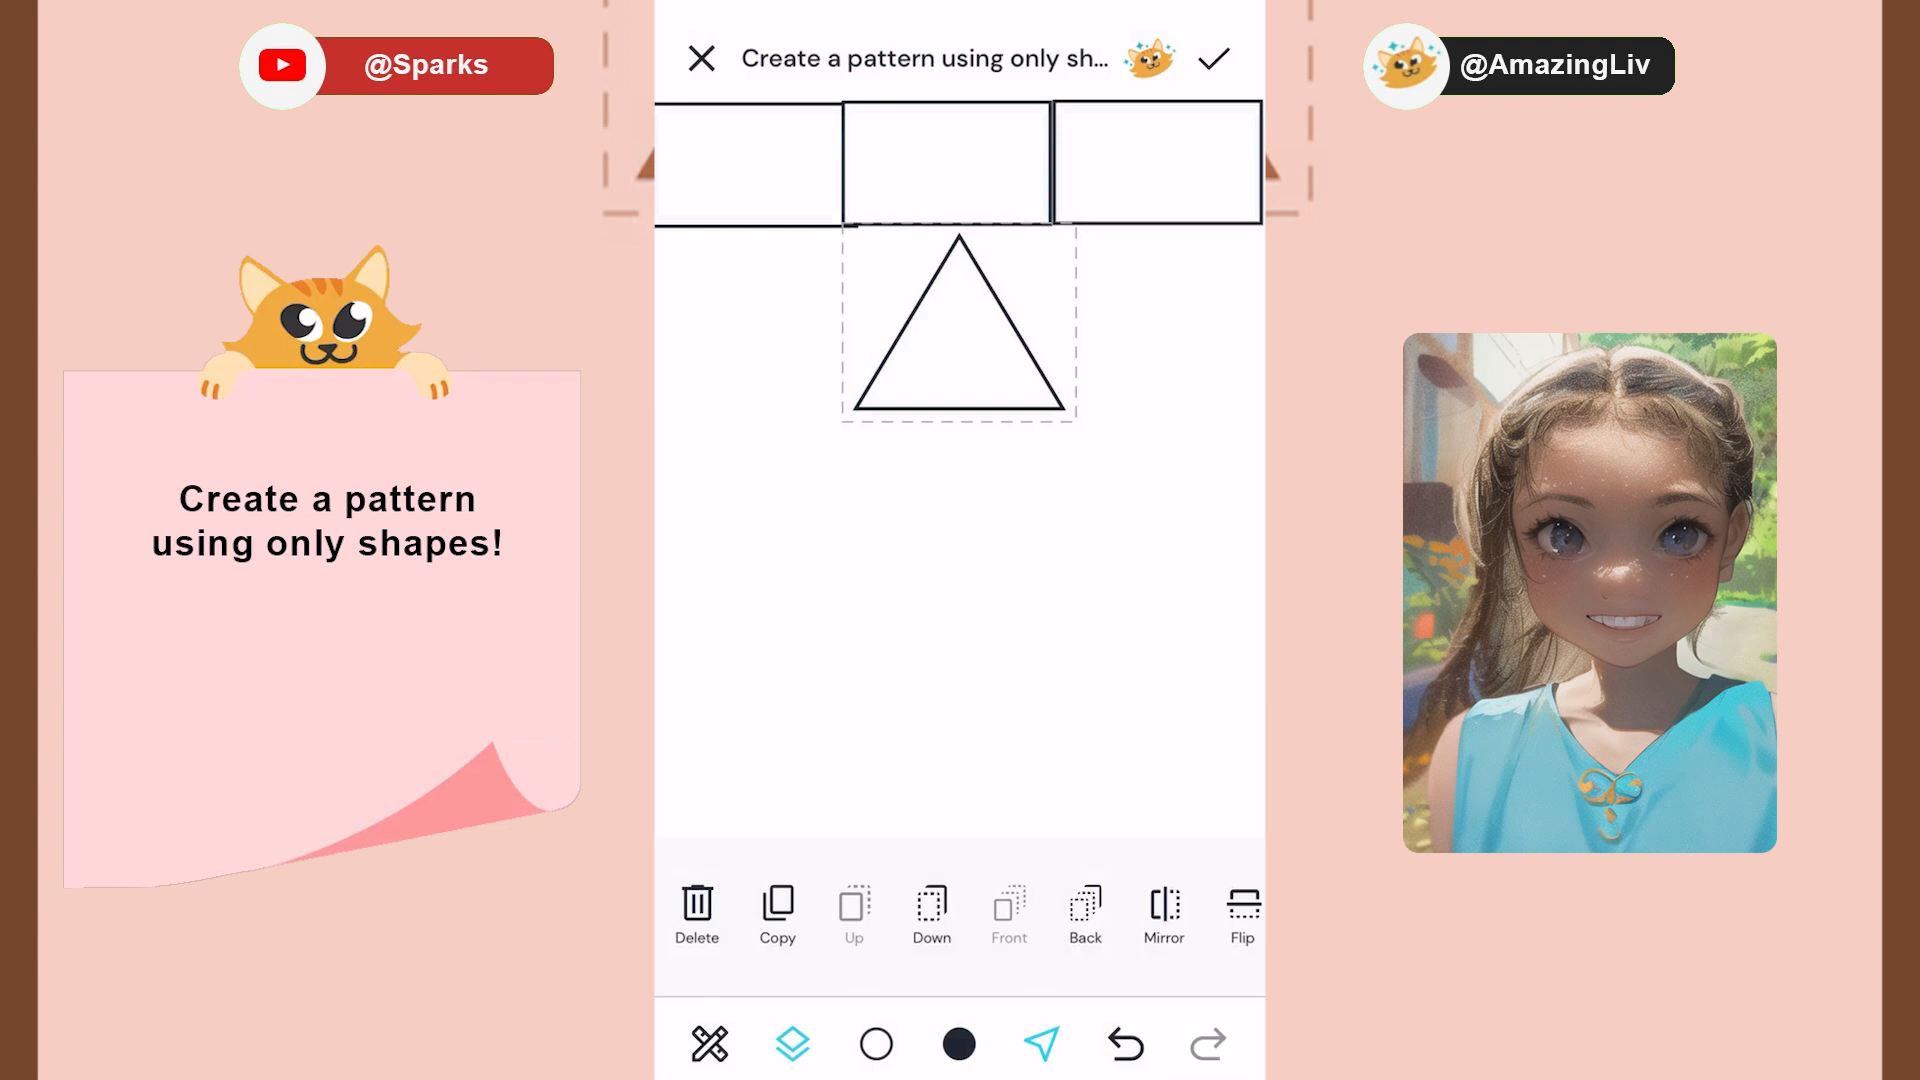 @Sparks
Create a pattern using only sh...
@AmazingLiv
Create a pattern
using only shapes!
Delete
Copy
Up
Down
Front
Back
Mirror
Flip